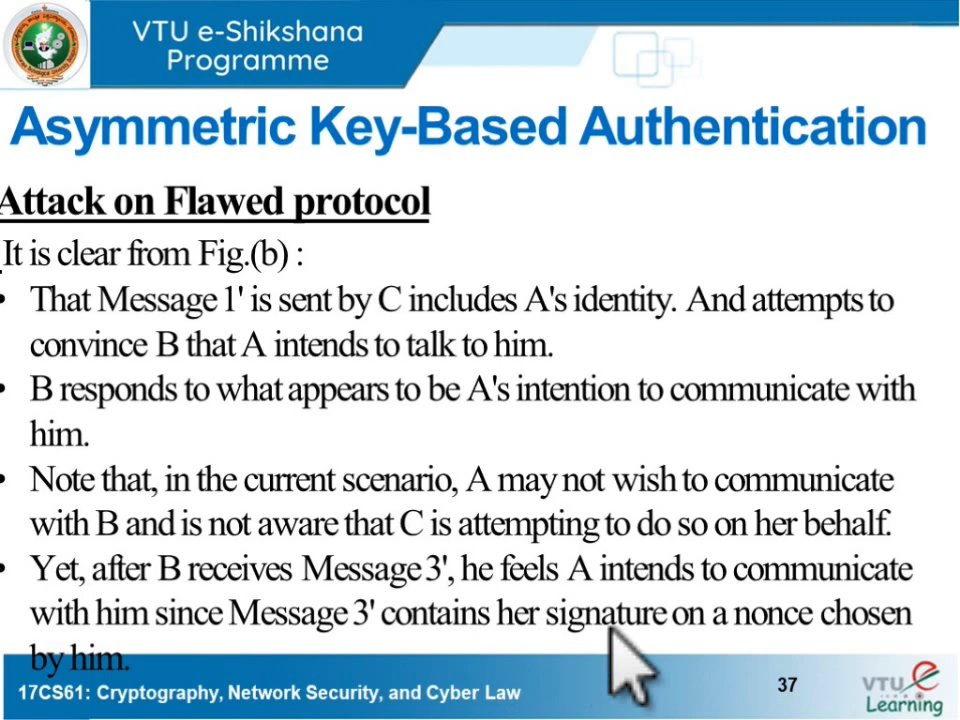 VTU e-Shikshana
Programme
Asymmetric Key-Based Authentication
Attack on Flawed protocol
It is clear from Fig.(b) :
• That Message 1' is sent by C includes A's identity. And attempts to
convince B that A intends to talk to him.
• B responds to what appears to be A's intention to communicate with
him.
• Note that, in the current scenario, A may not wish to communicate
with B and is not aware that C is attempting to do so on her behalf.
• Yet, after B receives Message 3', he feels A intends to communicate
with him since Message 3' contains her signature on a nonce chosen
by him.
17CS61: Cryptography, Network Security, and Cyber Law
37
VTU e
Learning